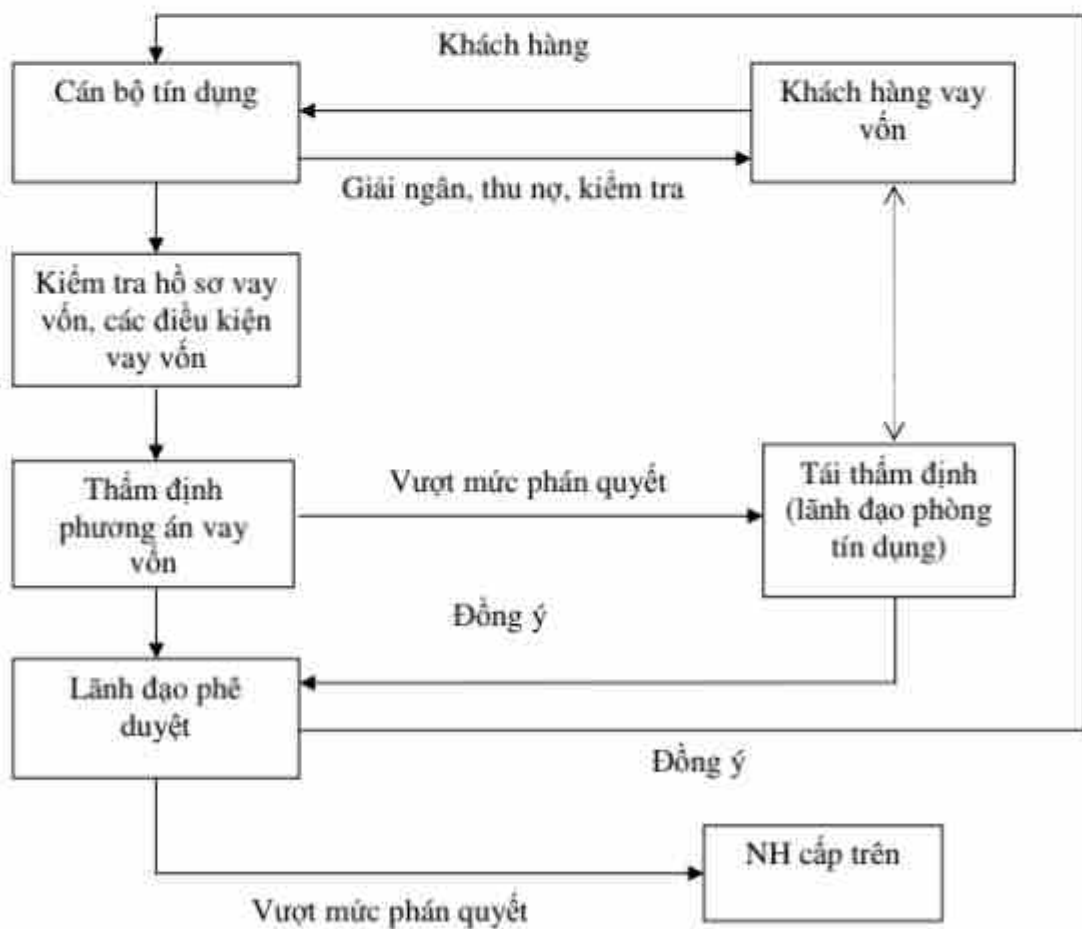 Khách hàng
Cán bộ tín dụng
Khách hàng vay
vốn
Giải ngân, thu nợ, kiểm tra
Kiểm tra hồ sơ vay
vốn, các điều kiện
vay vốn
Thẩm định
phương án vay
vốn
Vượt mức phán quyết
Tái thẩm định
(lãnh đạo phòng
tín dụng)
Đồng ý
Lãnh đạo phê
duyệt
Đồng ý
NH cấp trên
Vượt mức phán quyết